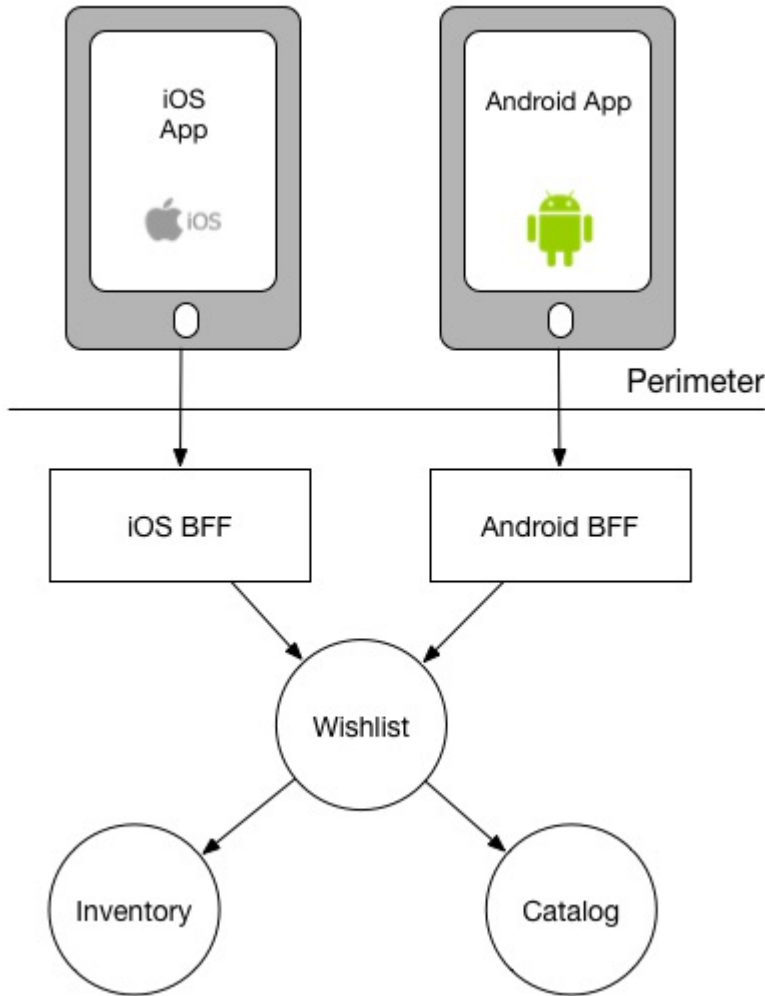 iOS
App
Android App
iOS
Perimeter
iOS BFF
Android BFF
Wishlist
Inventory
Catalog